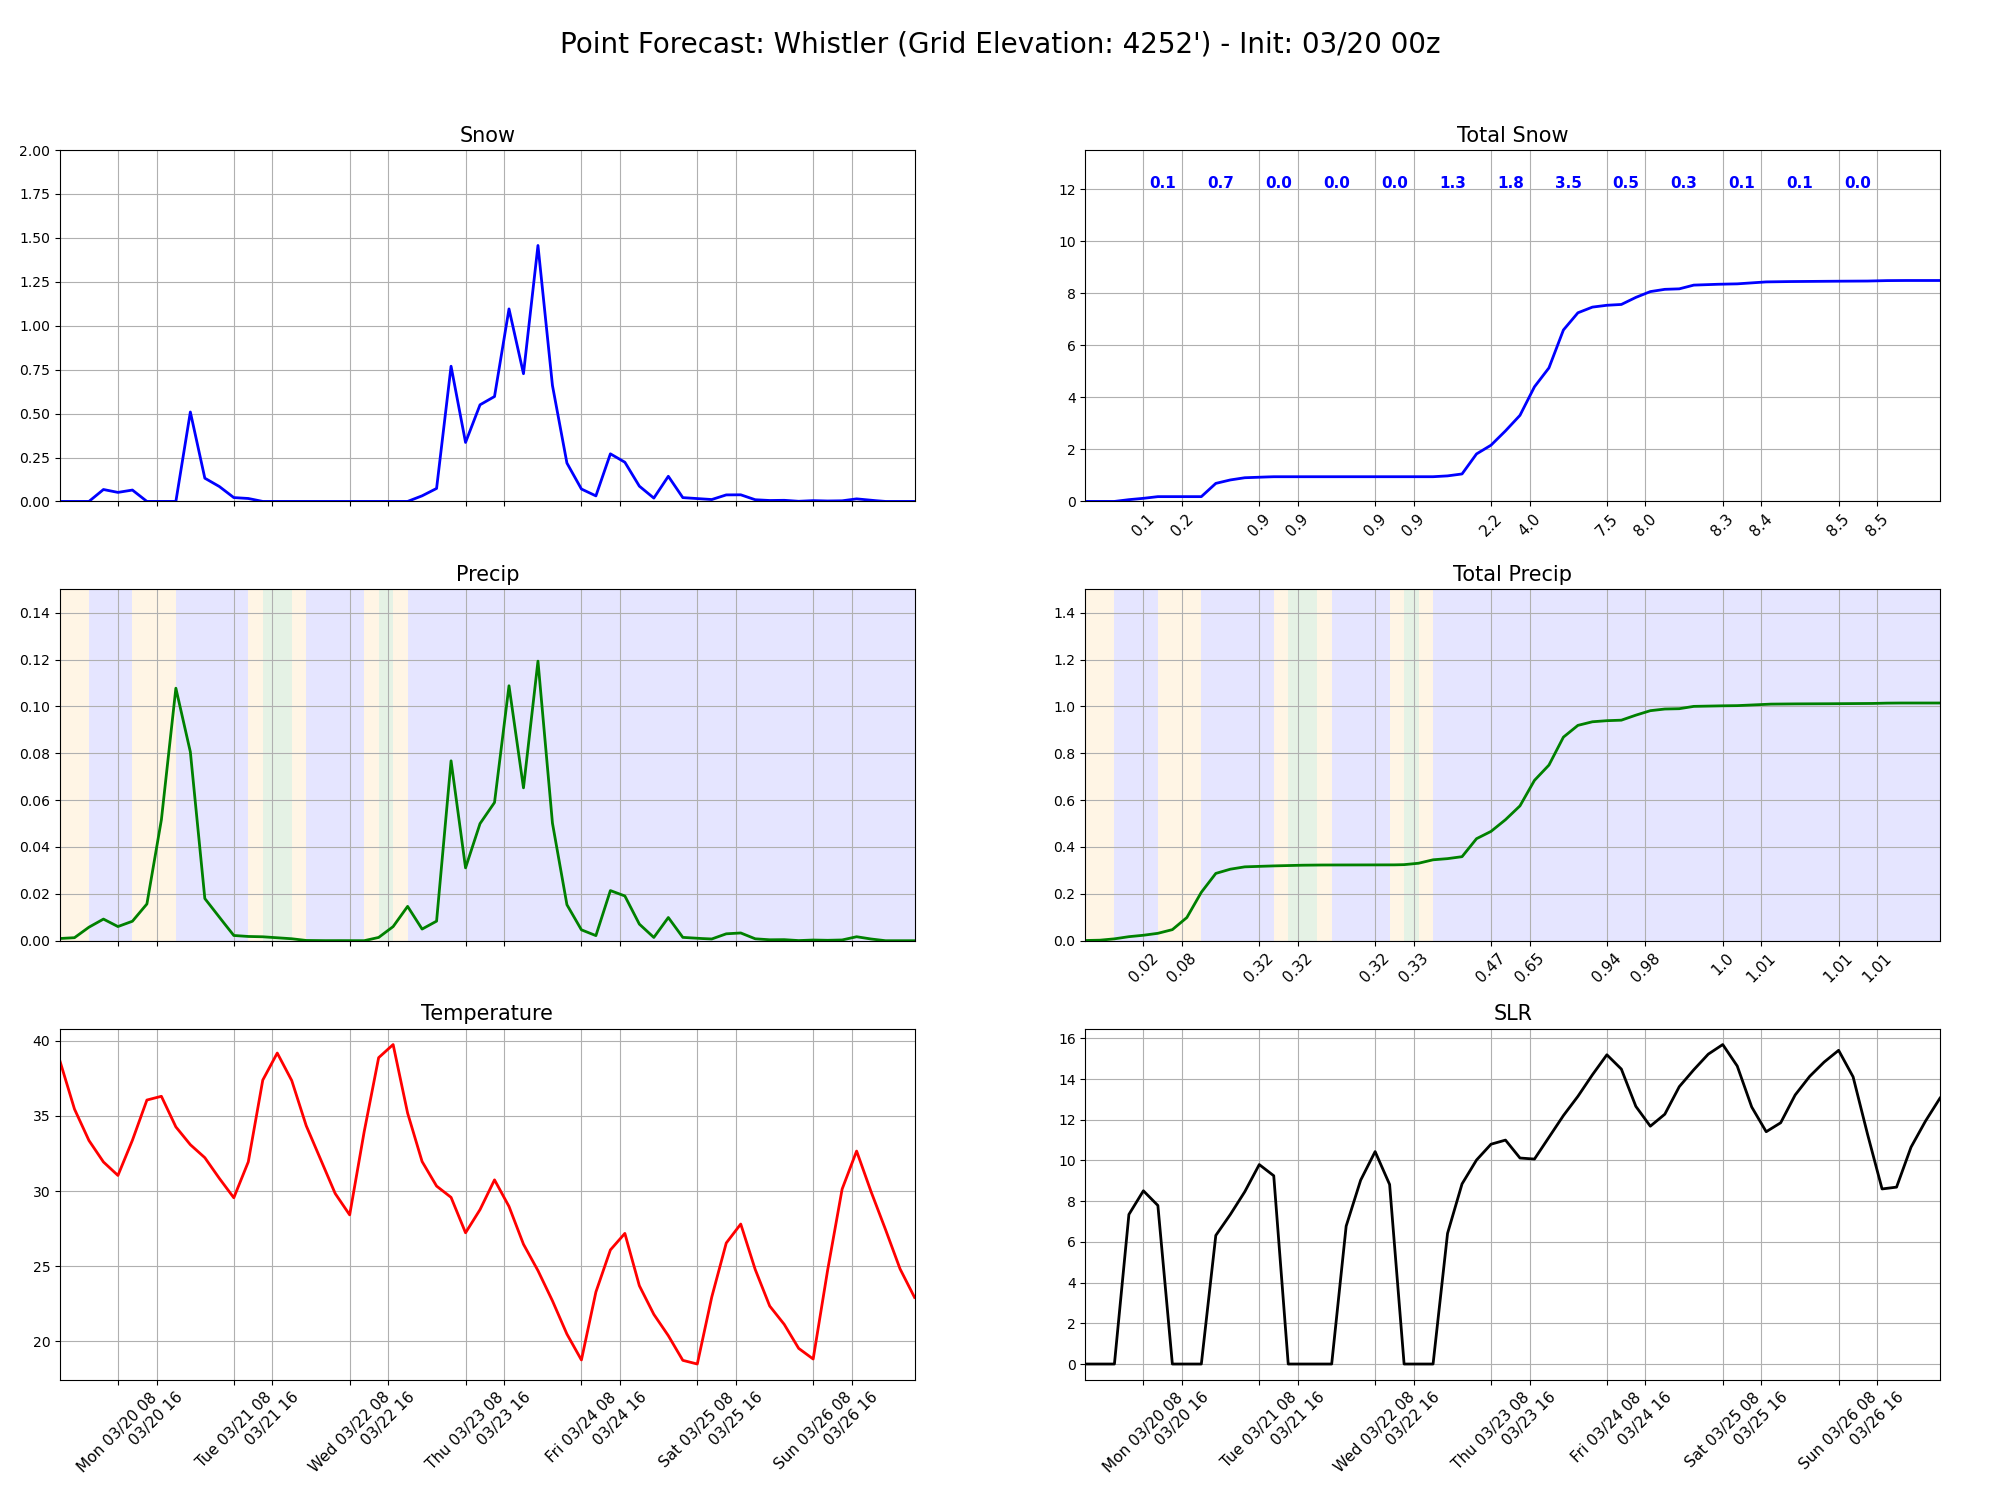 Point Forecast: Whistler (Grid Elevation: 4252') - Init: 03/20 00z
Snow
2.00
1.75
1.50
1.25
1.00
0.75
0.50
0.25
0.00
Total Snow
0.1 0.7 0.0 0.0 0.0 1.3 1.8 3.5 0.5 0.3 0.1 0.1 0.0
12
10
8
6
4
2
0
0.1 0.2 0.9 0.9 0.9 0.9 2.2 4.0 7.5 8.0 8.3 8.4 8.5 8.5
Precip
0.14
0.12
0.10
0.08
0.06
0.04
0.02
0.00
Total Precip
1.4
1.2
1.0
0.8
0.6
0.4
0.2
0.0
0.02 0.08 0.32 0.32 0.32 0.33 0.47 0.65 0.94 0.98 1.0 1.01 1.01 1.01
Temperature
40
35
30
25
20
Mon 03/20 08
03/20 16
Tue 03/21 08
03/21 16
Wed 03/22 08
03/22 16
Thu 03/23 08
03/23 16
Fri 03/24 08
03/24 16
Sat 03/25 08
03/25 16
Sun 03/26 08
03/26 16
SLR
16
14
12
10
8
6
4
2
0
Mon 03/20 08
03/20 16
Tue 03/21 08
03/21 16
Wed 03/22 08
03/22 16
Thu 03/23 08
03/23 16
Fri 03/24 08
03/24 16
Sat 03/25 08
03/25 16
Sun 03/26 08
03/26 16